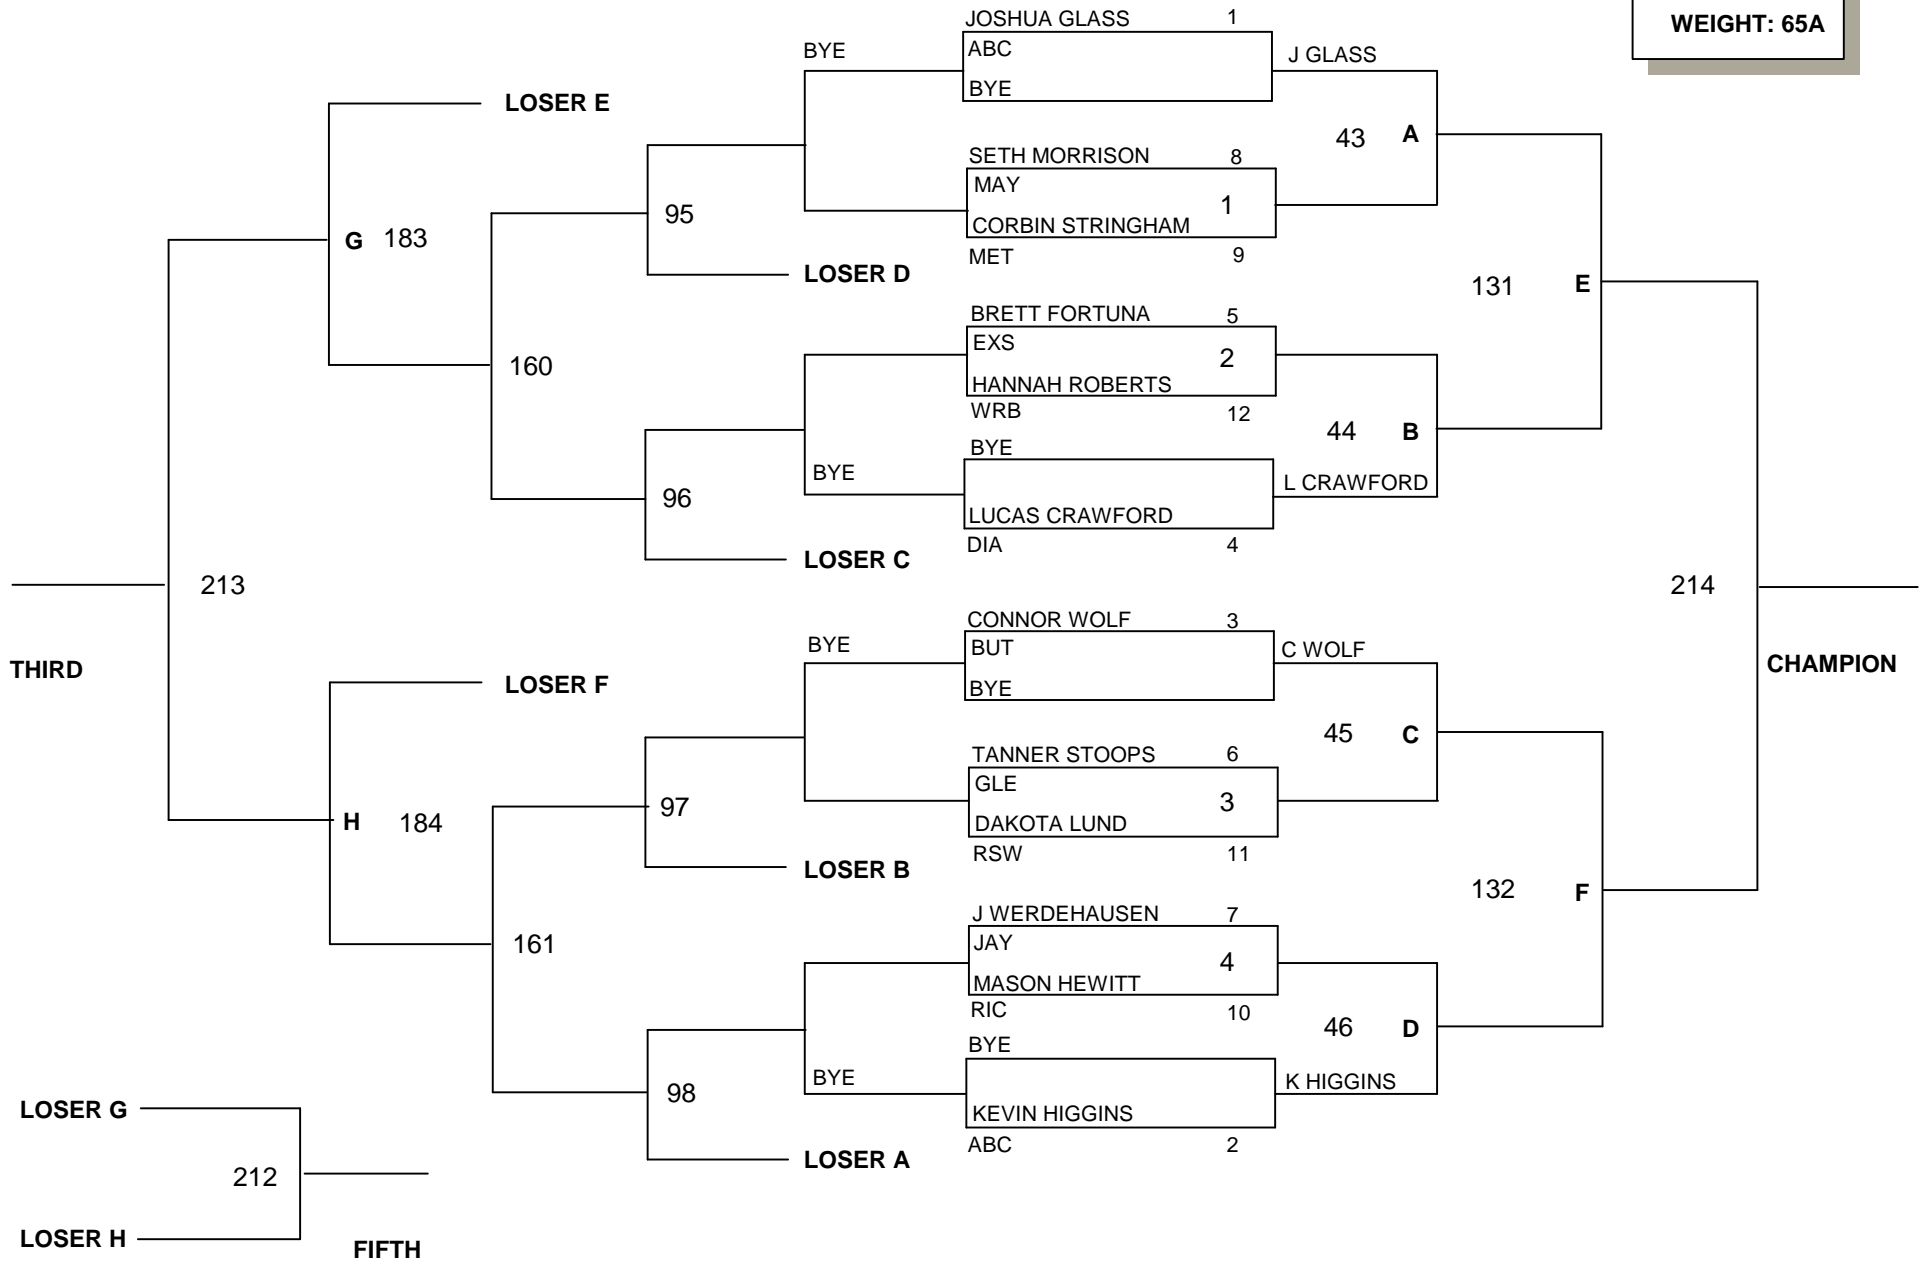 WEIGHT: 65A
JOSHUA GLASS 1
BYE
ABC
J GLASS
BYE
LOSER E
43 A
SETH MORRISON 8
MAY
1
CORBIN STRINGHAM
MET 9
95
G 183
LOSER D
131 E
BRETT FORTUNA 5
EXS
2
HANNAH ROBERTS
WRB 12
160
44 B
BYE
BYE
L CRAWFORD
96
LUCAS CRAWFORD
DIA 4
LOSER C
213
214
CONNOR WOLF 3
BYE
BUT
C WOLF
BYE
THIRD
CHAMPION
LOSER F
45 C
TANNER STOOPS 6
GLE
3
97
DAKOTA LUND
RSW 11
H 184
LOSER B
132 F
J WERDEHAUSEN 7
JAY
4
MASON HEWITT
RIC 10
161
46 D
BYE
BYE
K HIGGINS
98
KEVIN HIGGINS
ABC 2
LOSER A
LOSER G
212
LOSER H
FIFTH